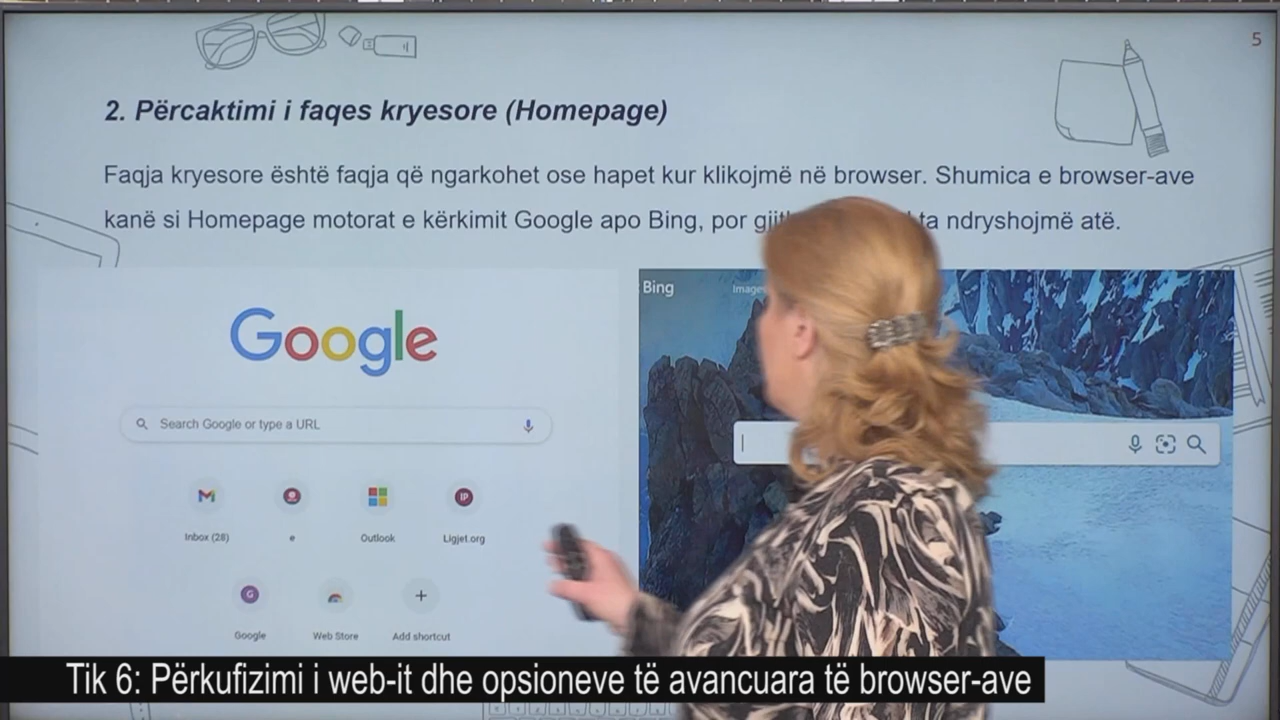 5
2. Përcaktimi i faqes kryesore (Homepage)
Faqja kryesore është faqja që ngarkohet ose hapet kur klikojmë në browser. Shumica e browser-ave
kanë si Homepage motorat e kërkimit Google apo Bing, por ndryshojmë atë.
Google
Search Google or type a URL
Inbox (28) e Outlook Ligjet.org
Google Web Store Add shortcut
Bing
IP
G
Tik 6: Përkufizimi i web-it dhe opsioneve të avancuara të browser-ave